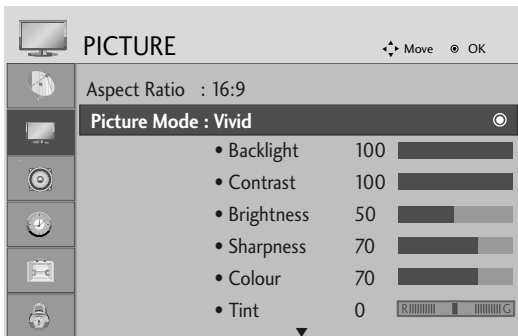 PICTURE Move OK
Aspect Ratio : 16:9
Picture Mode : Vivid
• Backlight 100
• Contrast 100
• Brightness 50
• Sharpness 70
• Colour 70
• Tint 0 R G